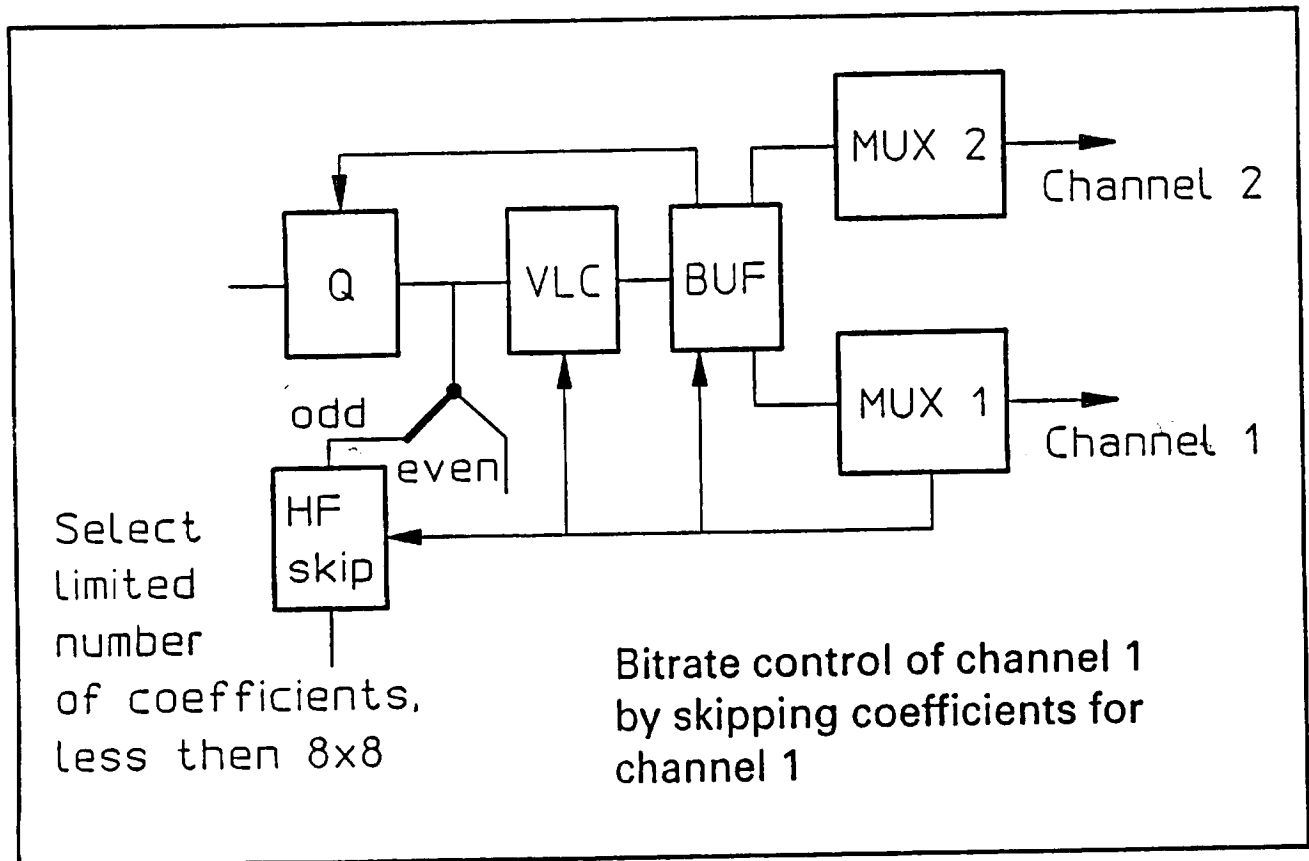 MUX 2
Channel 2
Q
VLC
BUF
MUX 1
Channel 1
odd
even
HF
skip
Select
limited
number
of coefficients,
less then 8x8
Bitrate control of channel 1
by skipping coefficients for
channel 1